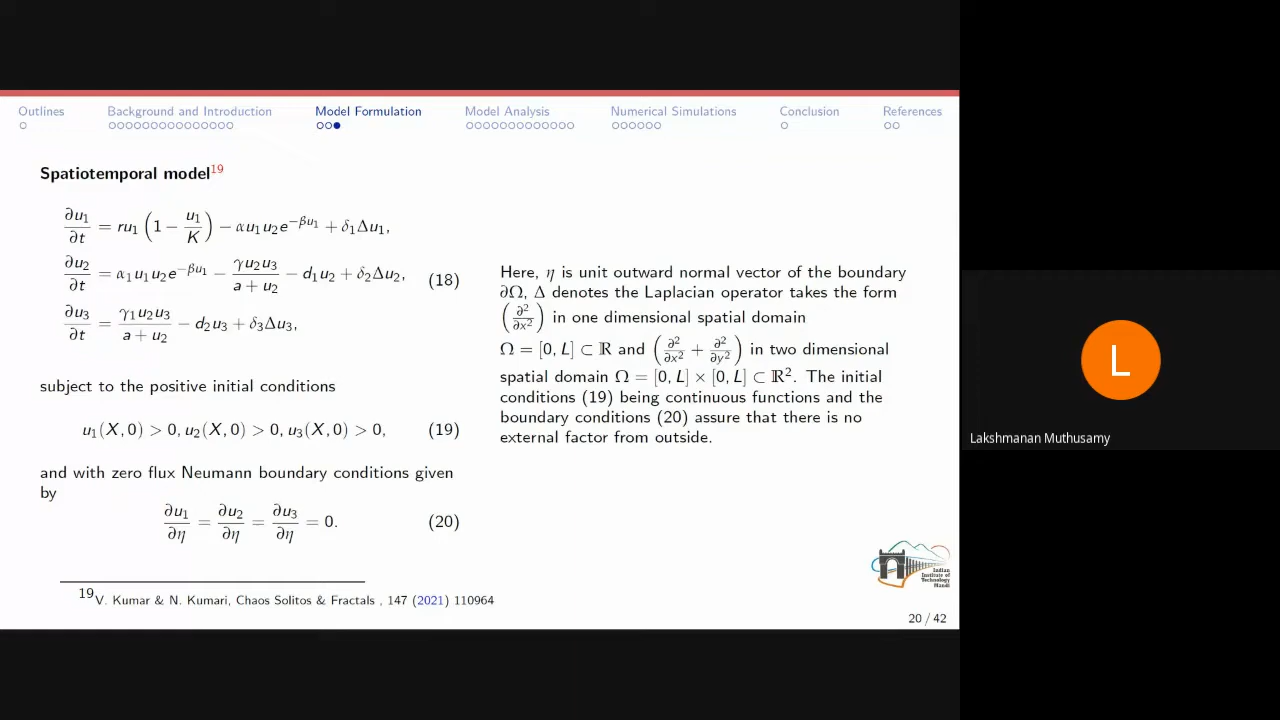 Outlines Background and Introduction Model Formulation Model Analysis Numerical Simulations Conclusion References
Spatiotemporal model19
∂u1/∂t = ru1 (1 − u1/K) − αu1u2e^{−βu1} + δ1Δu1,
∂u2/∂t = α1u1u2e^{−βu1} − γu2u3/(a + u2) − d1u2 + δ2Δu2, (18)
∂u3/∂t = γ1u2u3/(a + u2) − d2u3 + δ3Δu3,
subject to the positive initial conditions
u1(X, 0) > 0, u2(X, 0) > 0, u3(X, 0) > 0, (19)
and with zero flux Neumann boundary conditions given
by
∂u1/∂η = ∂u2/∂η = ∂u3/∂η = 0. (20)
Here, η is unit outward normal vector of the boundary
∂Ω, Δ denotes the Laplacian operator takes the form
(∂²/∂x²) in one dimensional spatial domain
Ω = [0, L] ⊂ ℝ and (∂²/∂x² + ∂²/∂y²) in two dimensional
spatial domain Ω = [0, L] × [0, L] ⊂ ℝ². The initial
conditions (19) being continuous functions and the
boundary conditions (20) assure that there is no
external factor from outside.
19 V. Kumar & N. Kumari, Chaos Solitos & Fractals , 147 (2021) 110964
Indian
Institute of
Technology
Mandi
20 / 42
L
Lakshmanan Muthusamy